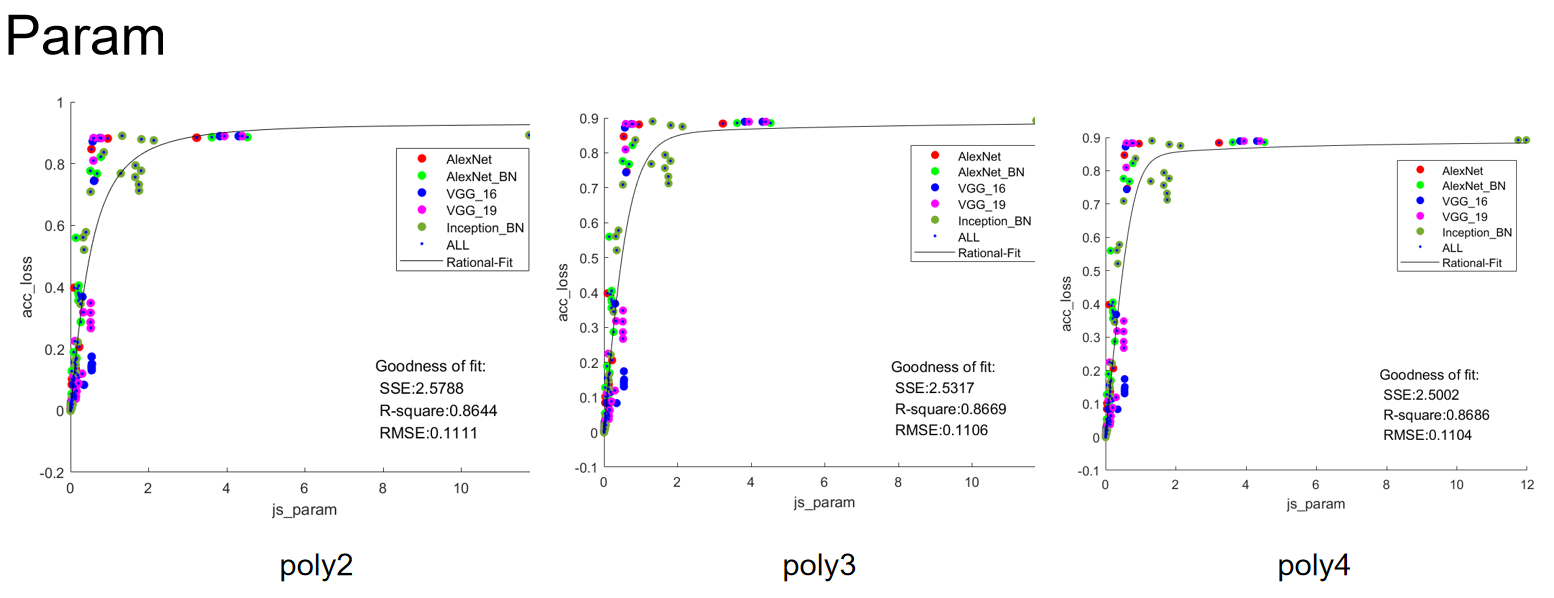 Param
1
0.8
0.6
0.4
0.2
0
-0.2
0
2
4
6
8
10
acc_loss
js_param
AlexNet
AlexNet_BN
VGG_16
VGG_19
Inception_BN
ALL
Rational-Fit
Goodness of fit:
SSE:2.5788
R-square:0.8644
RMSE:0.1111
poly2
0.9
0.8
0.7
0.6
0.5
0.4
0.3
0.2
0.1
0
-0.1
0
2
4
6
8
10
acc_loss
js_param
AlexNet
AlexNet_BN
VGG_16
VGG_19
Inception_BN
ALL
Rational-Fit
Goodness of fit:
SSE:2.5317
R-square:0.8669
RMSE:0.1106
poly3
0.9
0.8
0.7
0.6
0.5
0.4
0.3
0.2
0.1
0
-0.1
0
2
4
6
8
10
12
acc_loss
js_param
AlexNet
AlexNet_BN
VGG_16
VGG_19
Inception_BN
ALL
Rational-Fit
Goodness of fit:
SSE:2.5002
R-square:0.8686
RMSE:0.1104
poly4